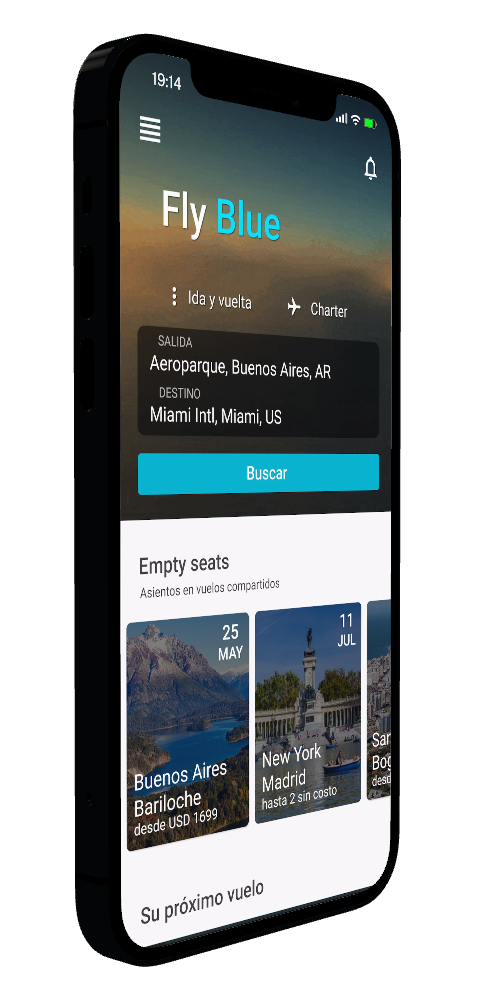 19:14
Fly Blue
Ida y vuelta Charter
SALIDA
Aeroparque, Buenos Aires, AR
DESTINO
Miami Intl, Miami, US
Buscar
Empty seats
Asientos en vuelos compartidos
25
MAY
Buenos Aires
Bariloche
desde USD 1699
11
JUL
New York
Madrid
hasta 2 sin costo
San
Bog
desd
Su próximo vuelo